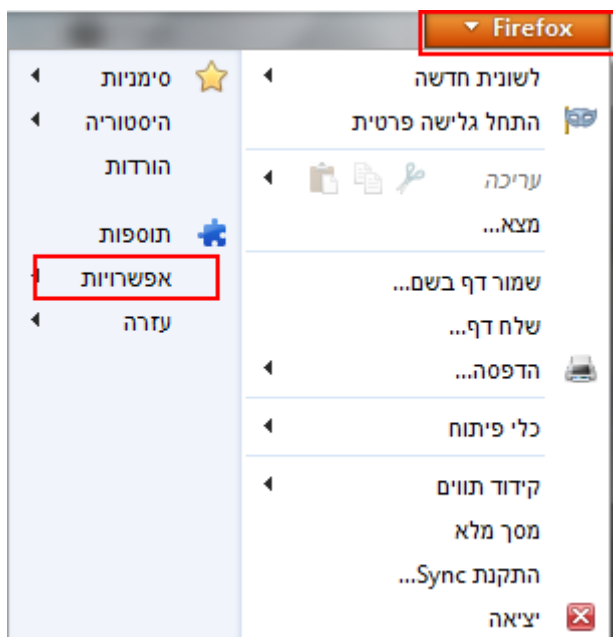 Firefox
לשונית חדשה
התחל גלישה פרטית
עריכה
מצא...
שמור דף בשם...
שלח דף...
הדפסה...
כלי פיתוח
קידוד תווים
מסך מלא
התקנת Sync...
יציאה
סימניות
היסטוריה
הורדות
תוספות
אפשרויות
עזרה